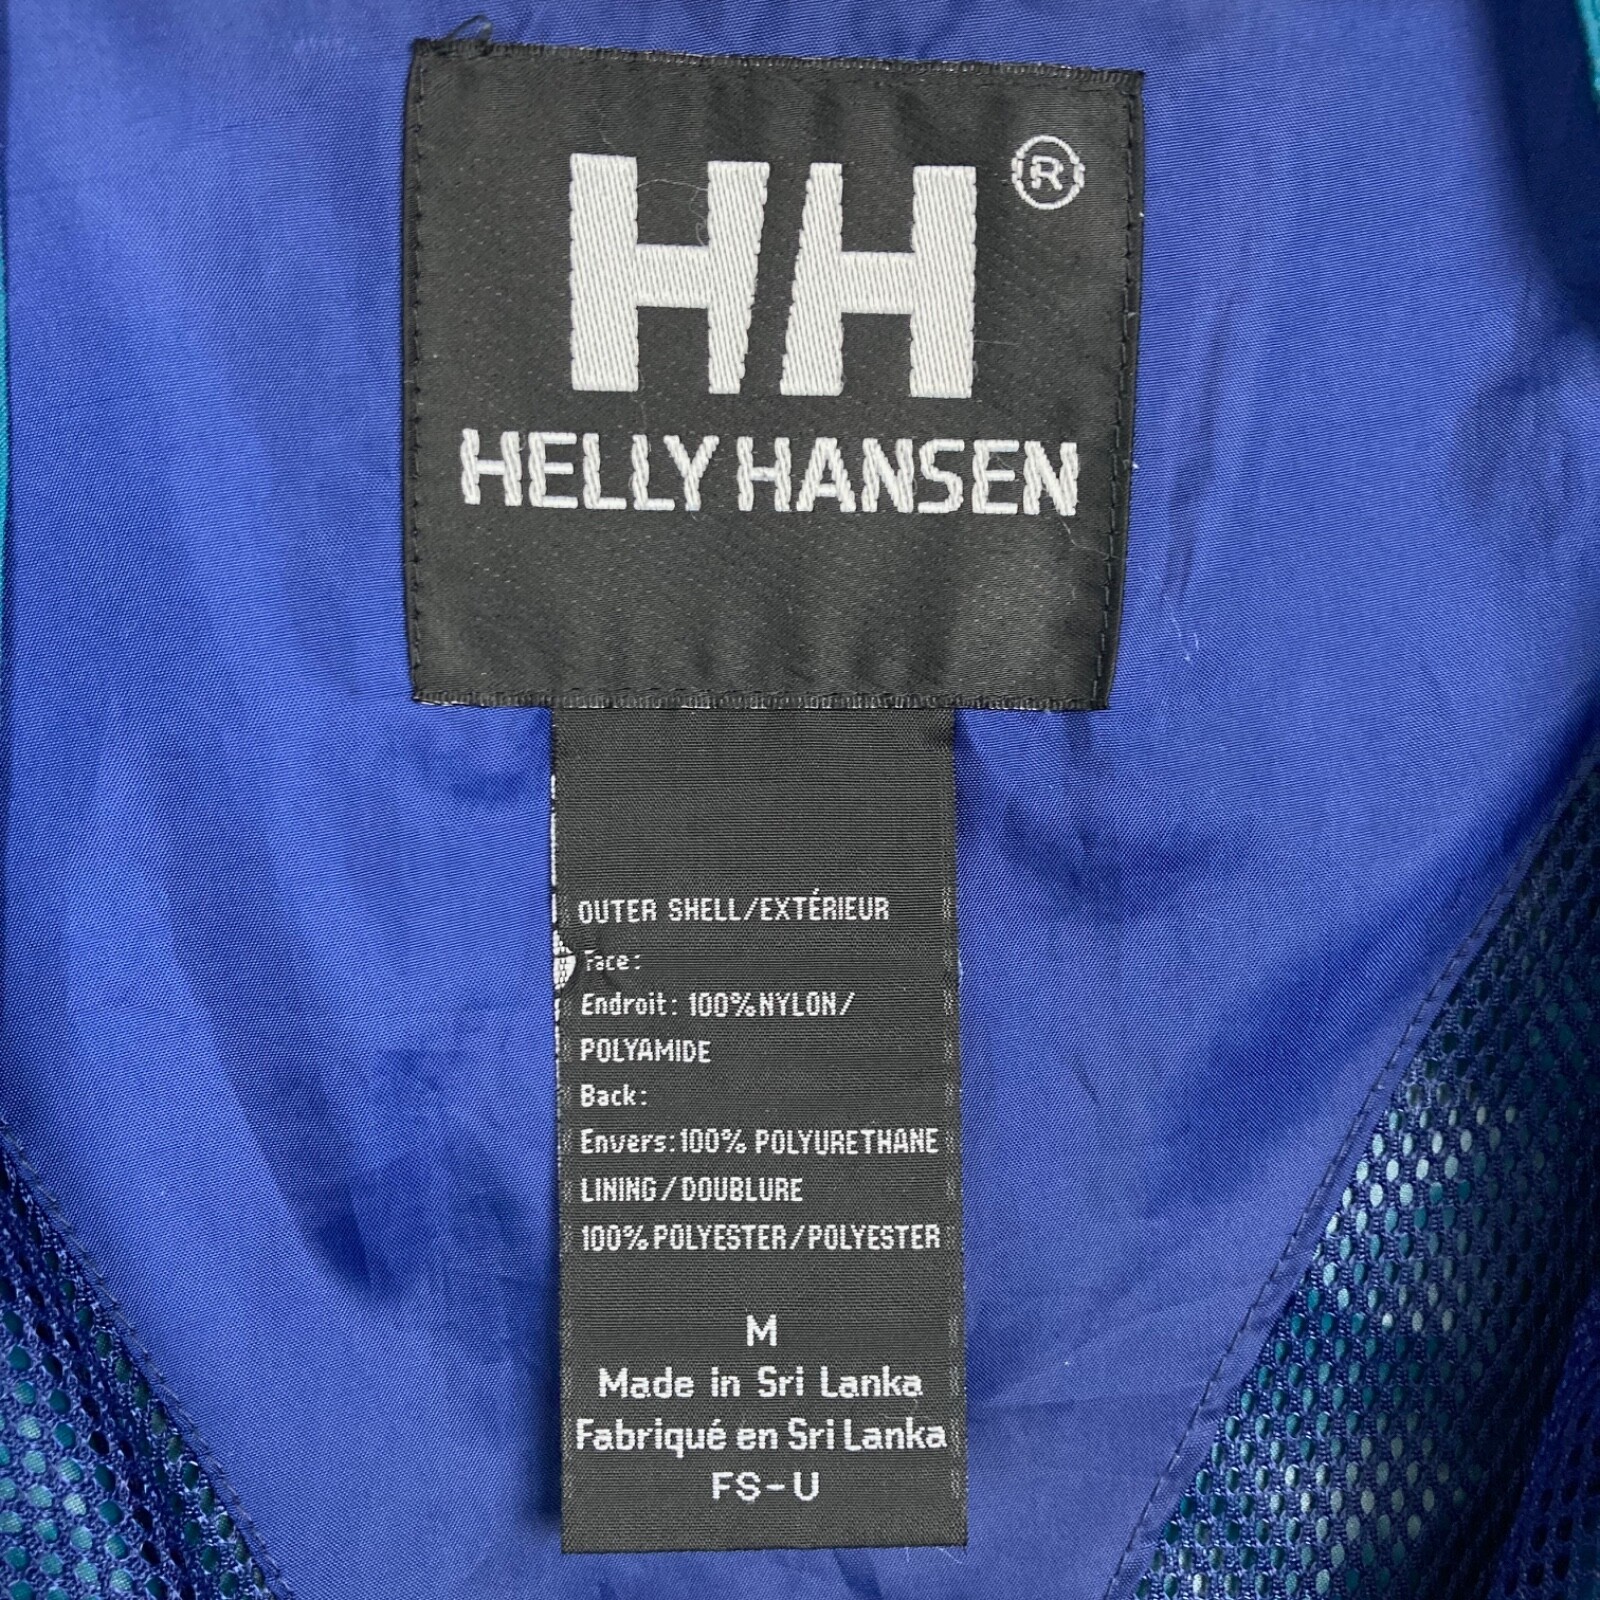 HH®
HELLY HANSEN
OUTER SHELL/EXTÉRIEUR
Face:
Endroit: 100%NYLON/
POLYAMIDE
Back:
Envers:100% POLYURETHANE
LINING/DOUBLURE
100% POLYESTER/POLYESTER
M
Made in Sri Lanka
Fabriqué en Sri Lanka
FS-U